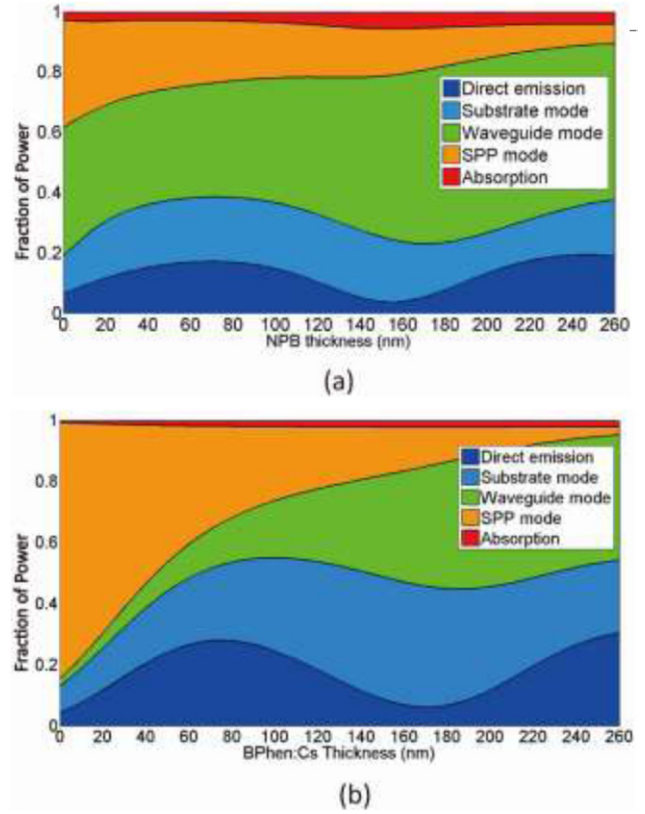 1
0.8
0.6
0.4
0.2
0
Fraction of Power
Direct emission
Substrate mode
Waveguide mode
SPP mode
Absorption
0 20 40 60 80 100 120 140 160 180 200 220 240 260
NPB thickness (nm)
(a)
1
0.8
0.6
0.4
0.2
0
Fraction of Power
Direct emission
Substrate mode
Waveguide mode
SPP mode
Absorption
0 20 40 60 80 100 120 140 160 180 200 220 240 260
BPhen:Cs Thickness (nm)
(b)